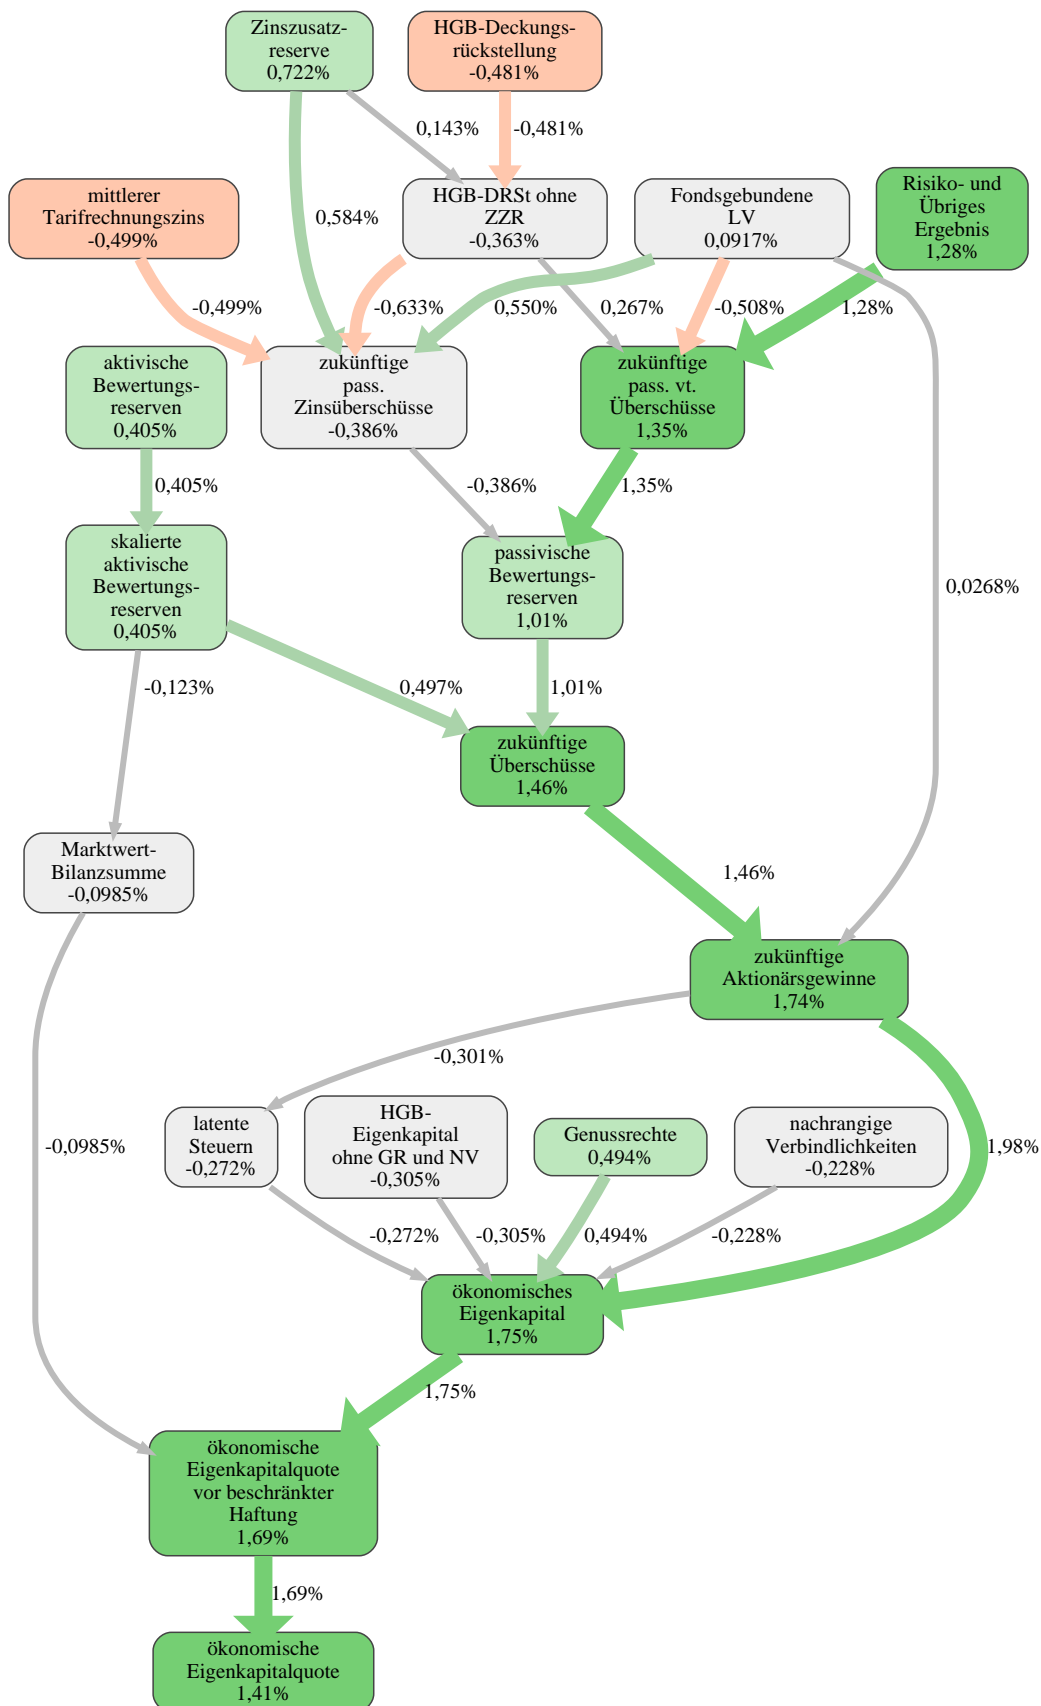 Zinszusatz-
reserve
0,722%
HGB-Deckungs-
rückstellung
-0,481%
0,143%
-0,481%
mittlerer
Tarifrechnungszins
-0,499%
0,584%
HGB-DRSt ohne
ZZR
-0,363%
Fondsgebundene
LV
0,0917%
Risiko- und
Übriges
Ergebnis
1,28%
-0,499%
-0,633%
0,550%
0,267%
-0,508%
1,28%
aktivische
Bewertungs-
reserven
0,405%
zukünftige
pass.
Zinsüberschüsse
-0,386%
zukünftige
pass. vt.
Überschüsse
1,35%
0,405%
-0,386%
1,35%
skalierte
aktivische
Bewertungs-
reserven
0,405%
passivische
Bewertungs-
reserven
1,01%
0,0268%
-0,123%
0,497%
1,01%
zukünftige
Überschüsse
1,46%
Marktwert-
Bilanzsumme
-0,0985%
1,46%
zukünftige
Aktionärsgewinne
1,74%
-0,301%
-0,0985%
latente
Steuern
-0,272%
HGB-
Eigenkapital
ohne GR und NV
-0,305%
Genussrechte
0,494%
nachrangige
Verbindlichkeiten
-0,228%
1,98%
-0,272%
-0,305%
0,494%
-0,228%
ökonomisches
Eigenkapital
1,75%
1,75%
ökonomische
Eigenkapitalquote
vor beschränkter
Haftung
1,69%
1,69%
ökonomische
Eigenkapitalquote
1,41%